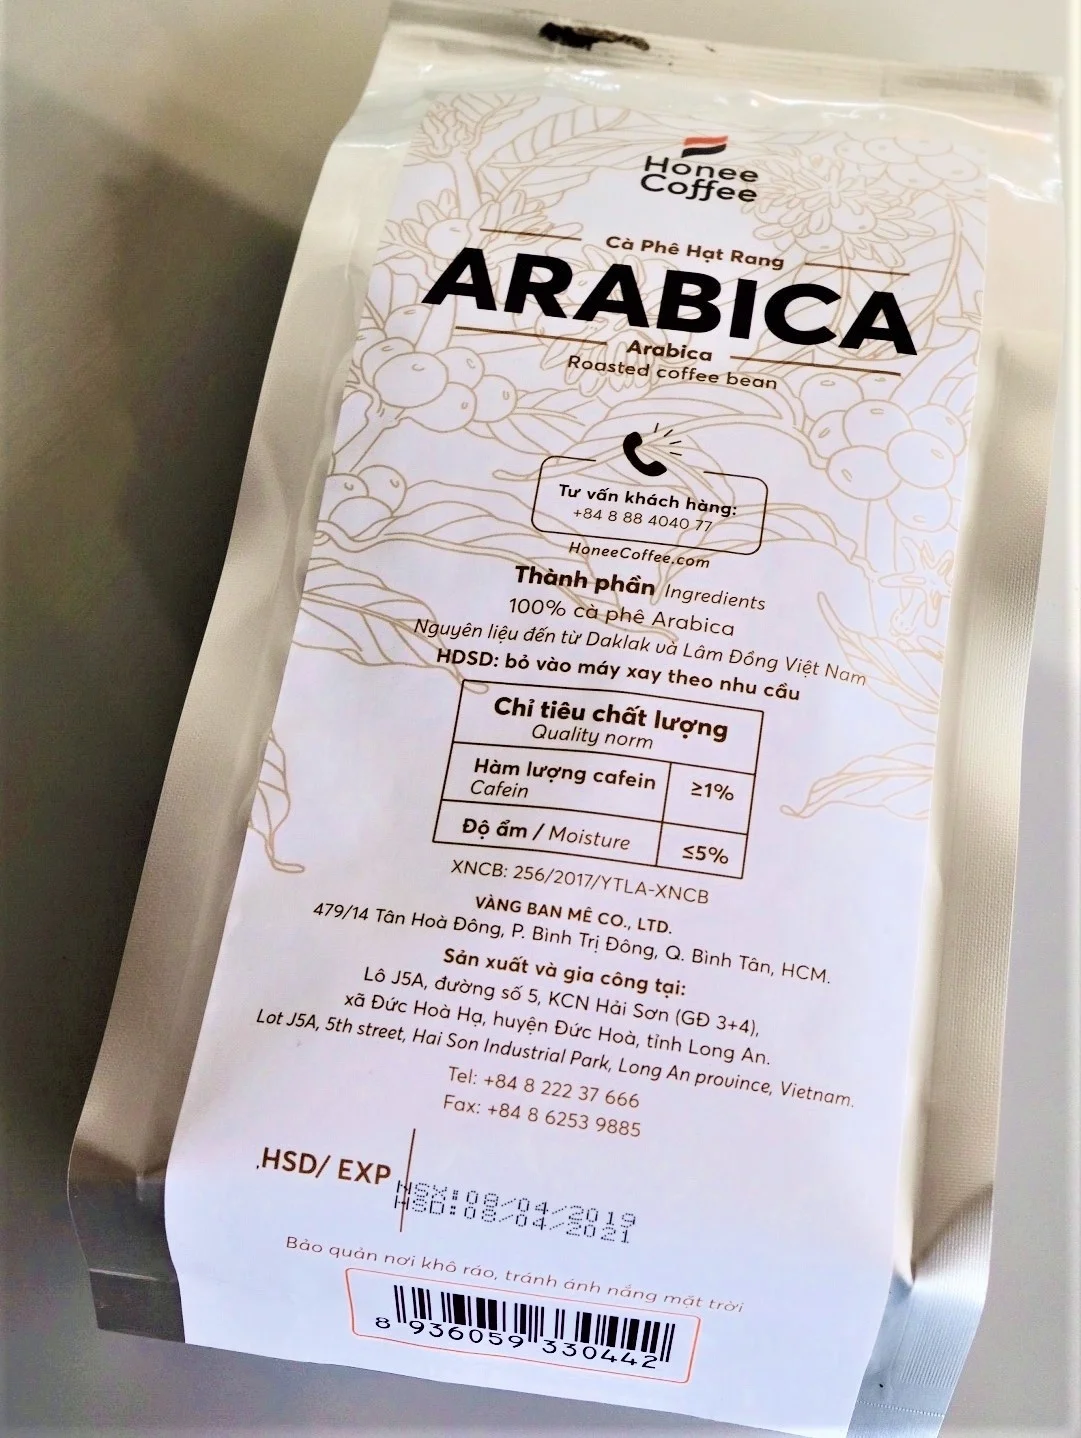 Honee
Coffee
Cà Phê Hạt Rang
ARABICA
Arabica
Roasted coffee bean
Tư vấn khách hàng:
+84 8 88 4040 77
HoneeCoffee.com
Thành phần Ingredients
100% cà phê Arabica
Nguyên liệu đến từ Daklak và Lâm Đồng Việt Nam
HDSD: bỏ vào máy xay theo nhu cầu
Chỉ tiêu chất lượng
Quality norm
Hàm lượng cafein ≥1%
Cafein
Độ ẩm / Moisture ≤5%
XNCB: 256/2017/YTLA-XNCB
VÀNG BAN MÊ CO., LTD.
479/14 Tân Hoà Đông, P. Bình Trị Đông, Q. Bình Tân, HCM.
Sản xuất và gia công tại:
Lô J5A, đường số 5, KCN Hải Sơn (GĐ 3+4),
xã Đức Hoà Hạ, huyện Đức Hoà, tỉnh Long An.
Lot J5A, 5th street, Hai Son Industrial Park, Long An province, Vietnam.
Tel: +84 8 222 37 666
Fax: +84 8 6253 9885
.HSD/ EXP
NSX:08/04/2019
HSD:08/04/2021
Bảo quản nơi khô ráo, tránh ánh nắng mặt trời
8 936059 330442